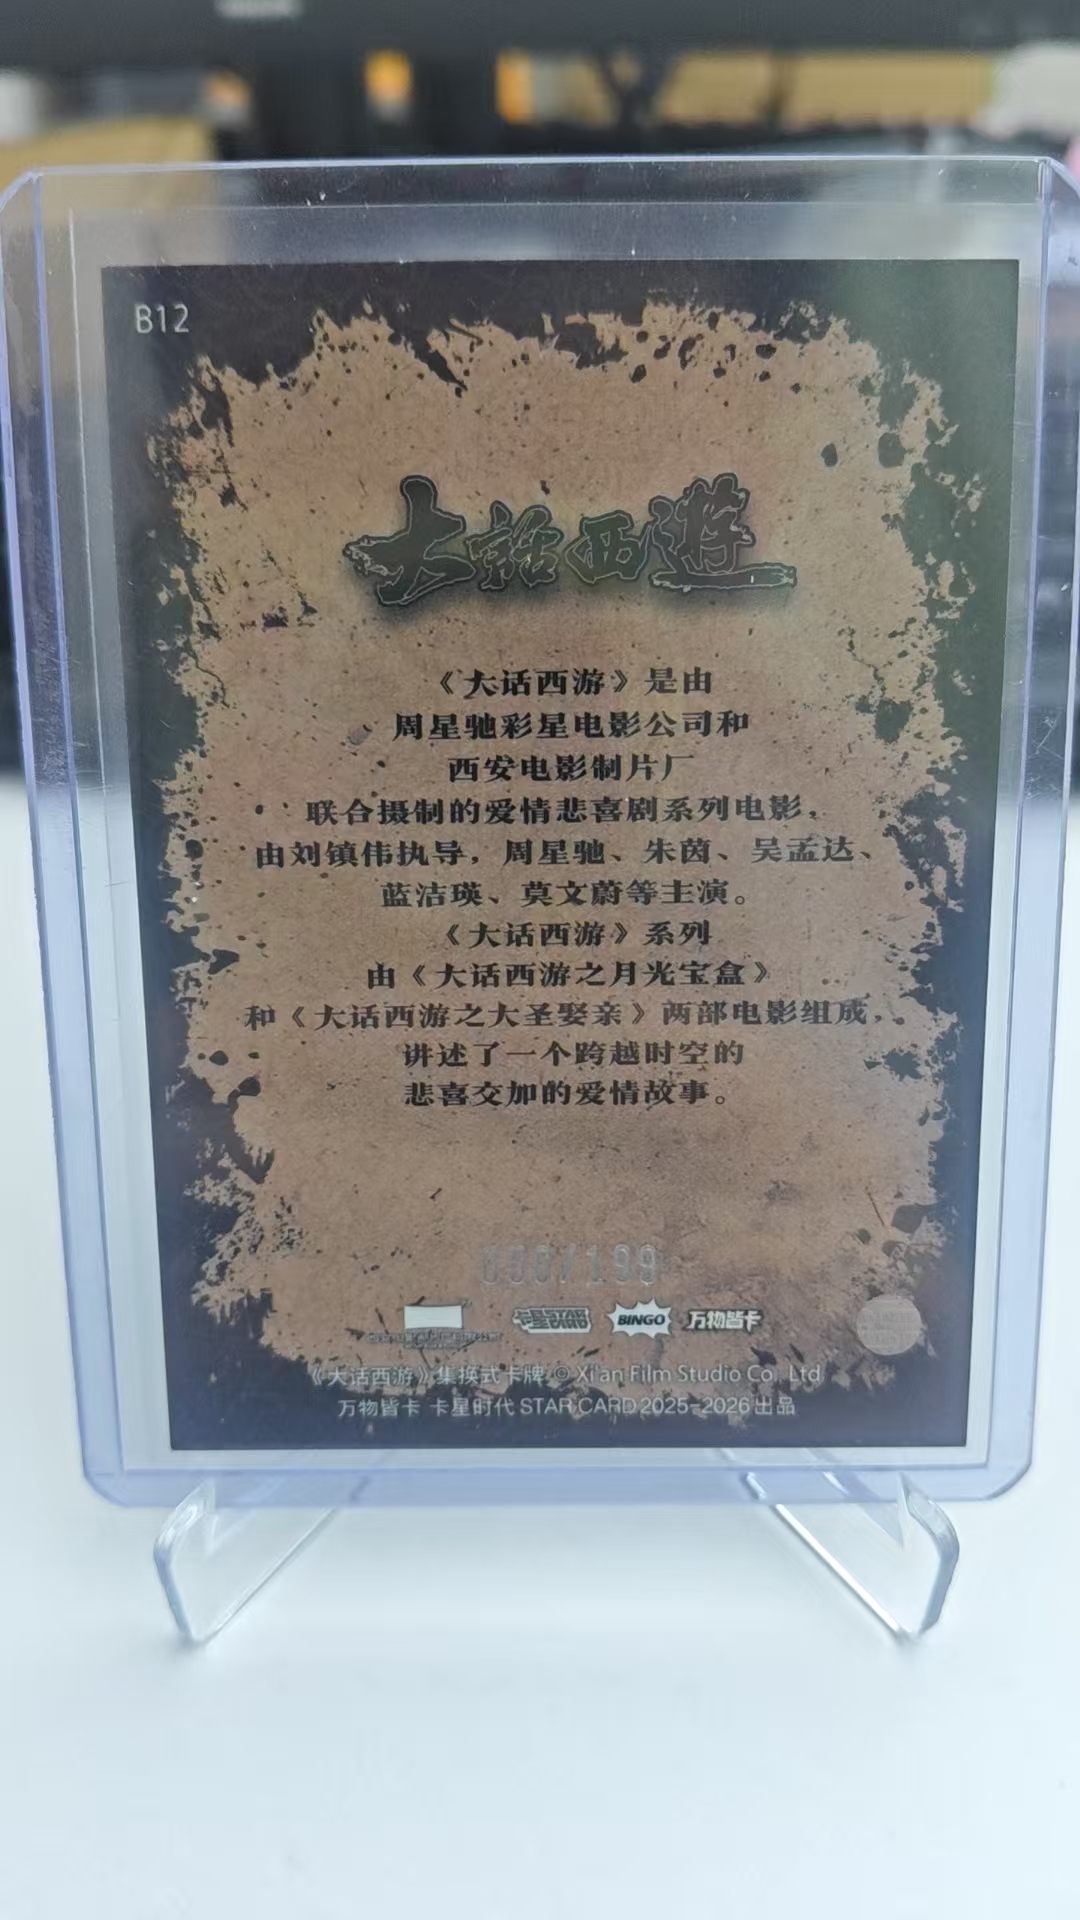 B12
大話西遊
《大话西游》是由
周星驰彩星电影公司和
西安电影制片厂
联合摄制的爱情悲喜剧系列电影，
由刘镇伟执导，周星驰、朱茵、吴孟达、
蓝洁瑛、莫文蔚等主演。
《大话西游》系列
由《大话西游之月光宝盒》
和《大话西游之大圣娶亲》两部电影组成，
讲述了一个跨越时空的
悲喜交加的爱情故事。
/199
卡星 STAR CARD BINGO 万物皆卡
《大话西游》集换式卡牌 © Xi'an Film Studio Co., Ltd
万物皆卡 卡星时代 STAR CARD 2025-2026 出品